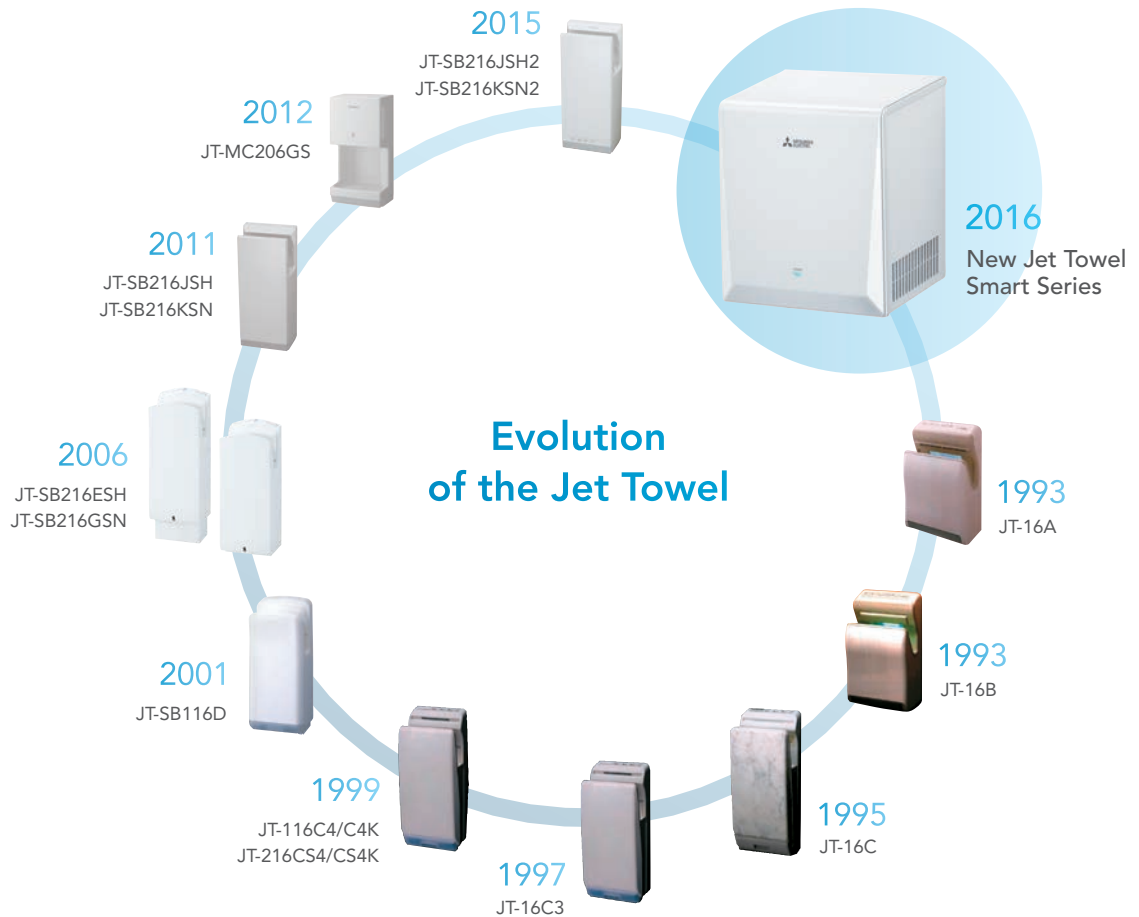 Evolution
of the Jet Towel
1993
JT-16A
1993
JT-16B
1995
JT-16C
1997
JT-16C3
1999
JT-116C4/C4K
JT-216CS4/CS4K
2001
JT-SB116D
2006
JT-SB216ESH
JT-SB216GSN
2011
JT-SB216JSH
JT-SB216KSN
2012
JT-MC206GS
2015
JT-SB216JSH2
JT-SB216KSN2
2016
New Jet Towel
Smart Series
MITSUBISHI
ELECTRIC